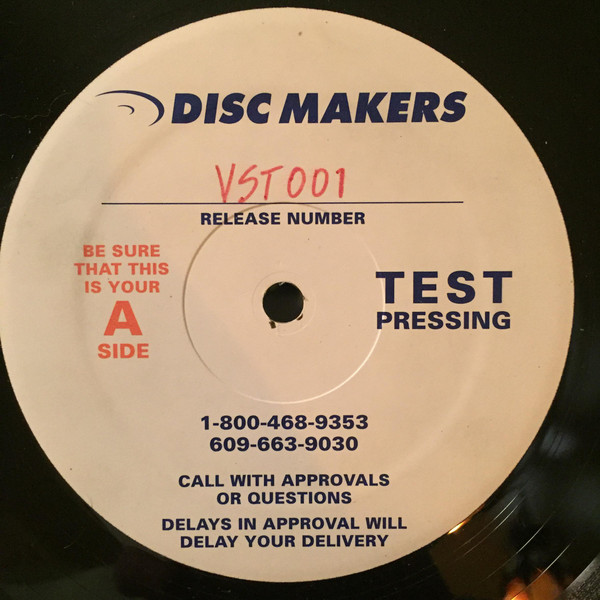 DISC MAKERS
VST001
RELEASE NUMBER
BE SURE
THAT THIS
IS YOUR
A
SIDE
TEST
PRESSING
1-800-468-9353
609-663-9030
CALL WITH APPROVALS
OR QUESTIONS
DELAYS IN APPROVAL WILL
DELAY YOUR DELIVERY